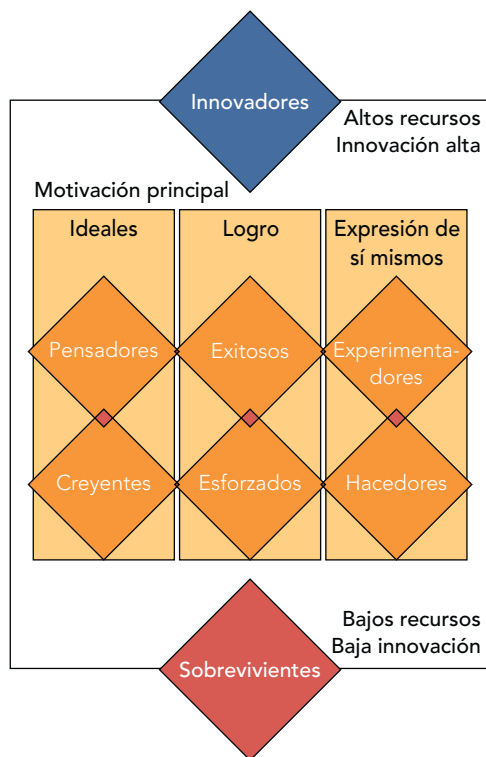 Innovadores
Altos recursos
Innovación alta
Motivación principal
Ideales
Logro
Expresión de
sí mismos
Pensadores
Exitosos
Experimenta-
dores
Creyentes
Esforzados
Hacedores
Bajos recursos
Baja innovación
Sobrevivientes